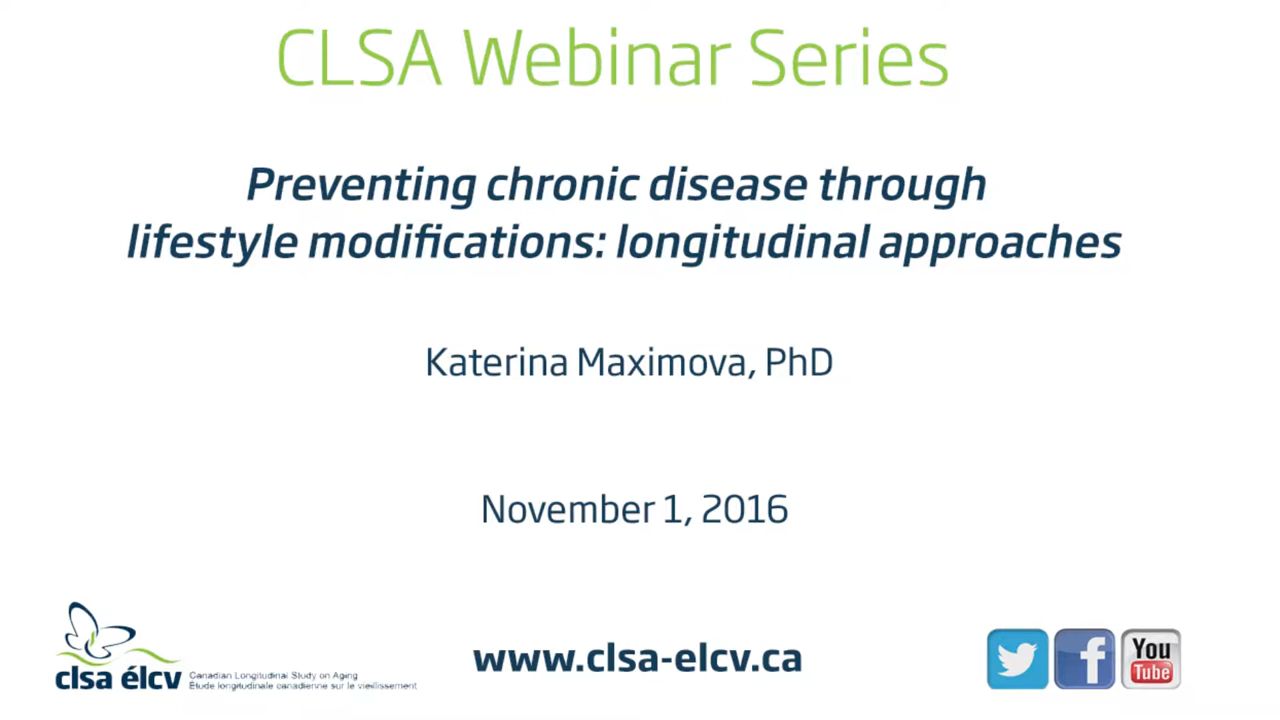 CLSA Webinar Series
Preventing chronic disease through
lifestyle modifications: longitudinal approaches
Katerina Maximova, PhD
November 1, 2016
clsa élcv
Canadian Longitudinal Study on Aging
Étude longitudinale canadienne sur le vieillissement
www.clsa-elcv.ca
You
Tube